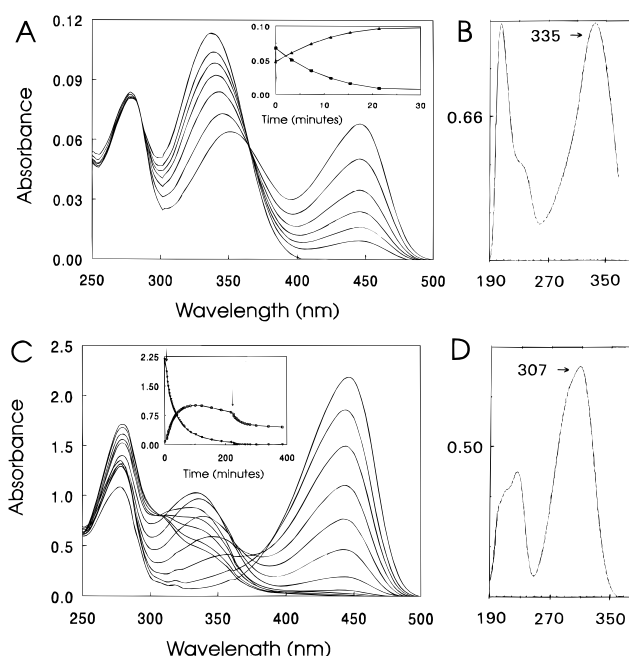 A
0.12
0.09
0.06
0.03
0.00
Absorbance
250 300 350 400 450 500
Wavelength (nm)
0.10
0.05
0.00
0 10 20 30
Time (minutes)
B
335 →
0.66
190 270 350
C
2.5
2.0
1.5
1.0
0.5
0.0
Absorbance
250 300 350 400 450 500
Wavelength (nm)
2.25
1.50
0.75
0.00
0 100 200 300 400
Time (minutes)
D
307 →
0.50
190 270 350